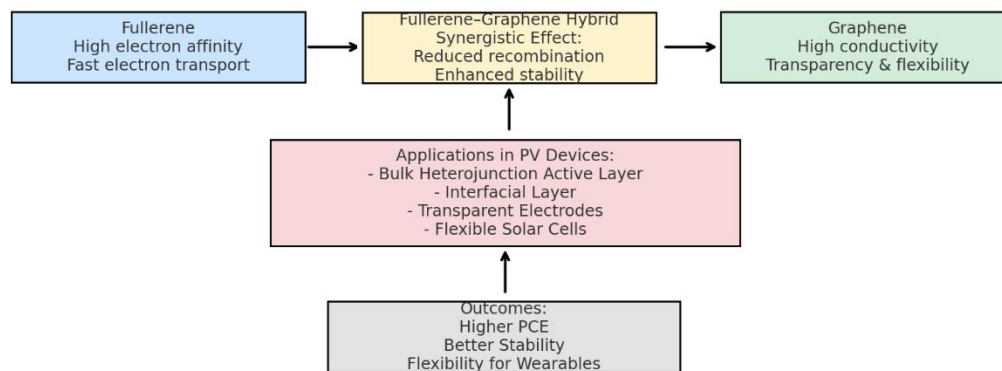 Fullerene
High electron affinity
Fast electron transport
Fullerene–Graphene Hybrid
Synergistic Effect:
Reduced recombination
Enhanced stability
Graphene
High conductivity
Transparency & flexibility
Applications in PV Devices:
- Bulk Heterojunction Active Layer
- Interfacial Layer
- Transparent Electrodes
- Flexible Solar Cells
Outcomes:
Higher PCE
Better Stability
Flexibility for Wearables